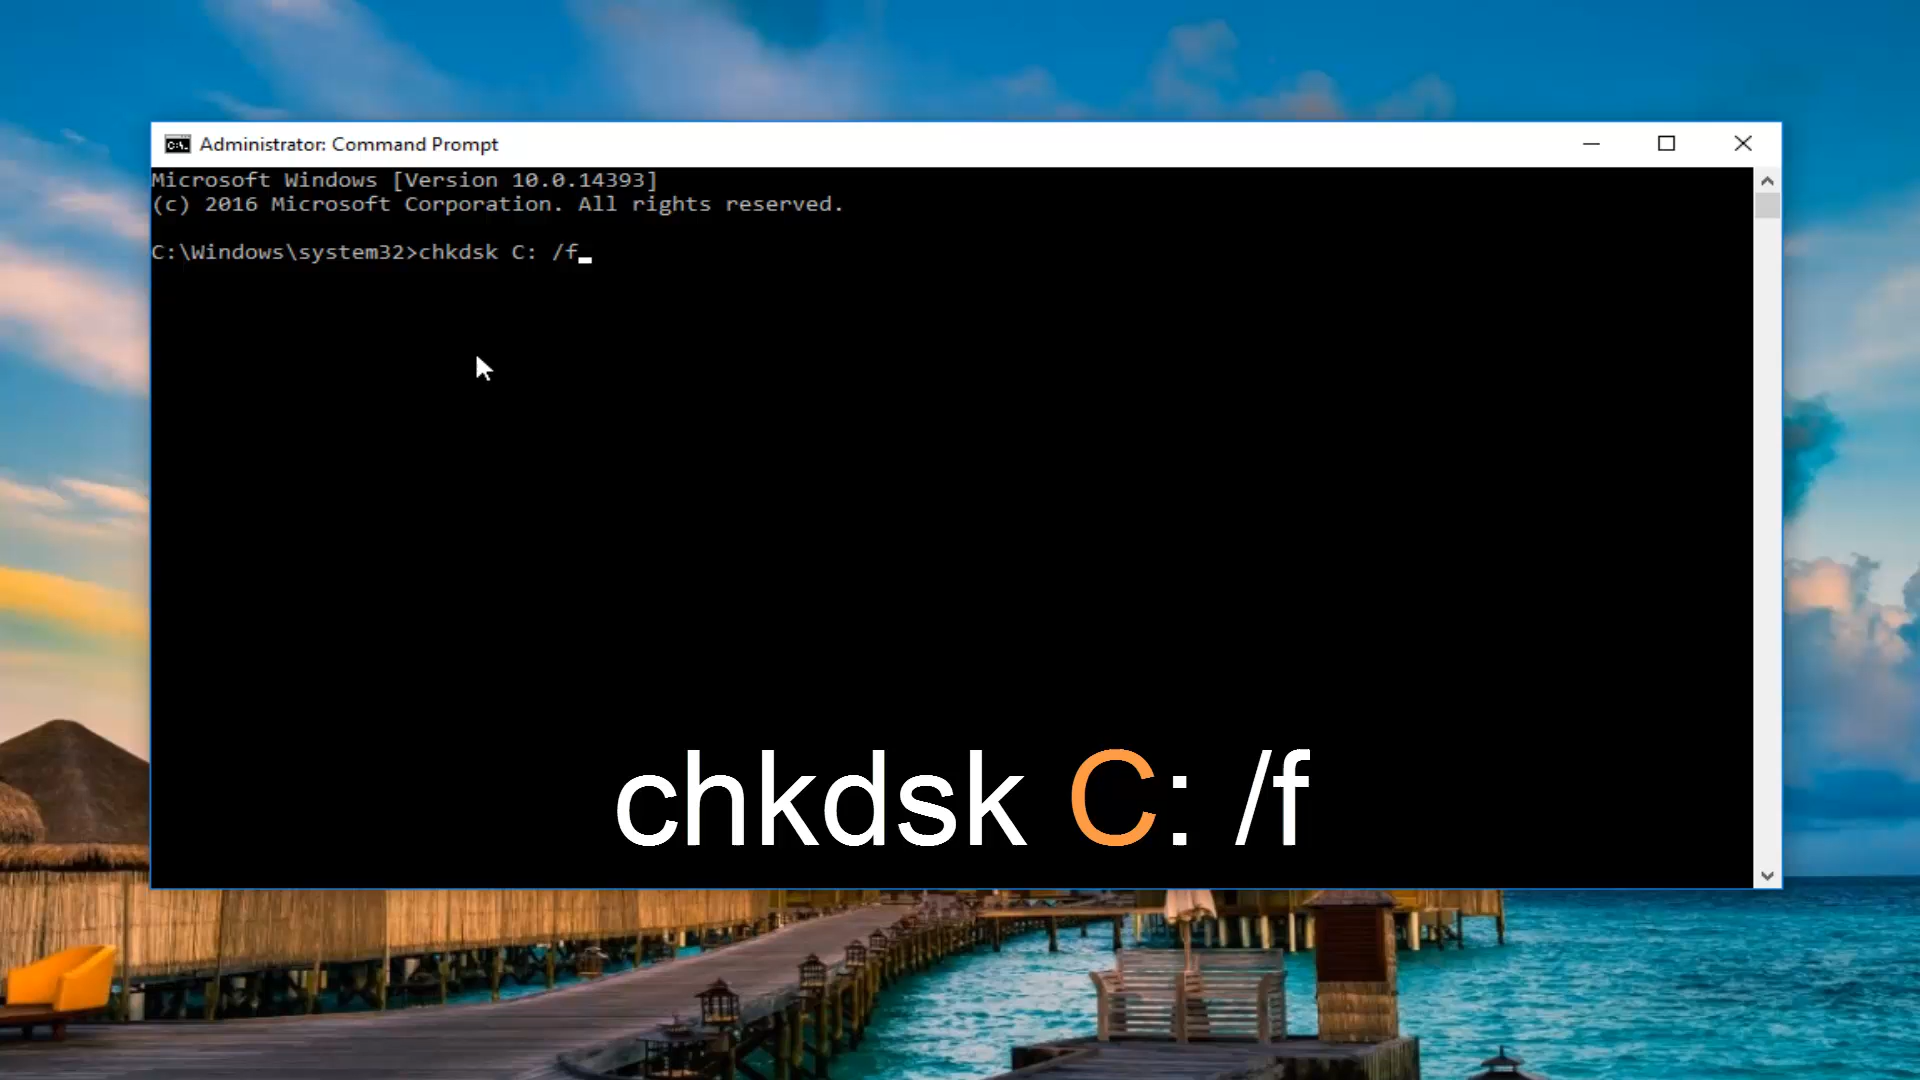 Administrator: Command Prompt
Microsoft Windows [Version 10.0.14393]
(c) 2016 Microsoft Corporation. All rights reserved.
C:\Windows\system32>chkdsk C: /f
chkdsk C: /f